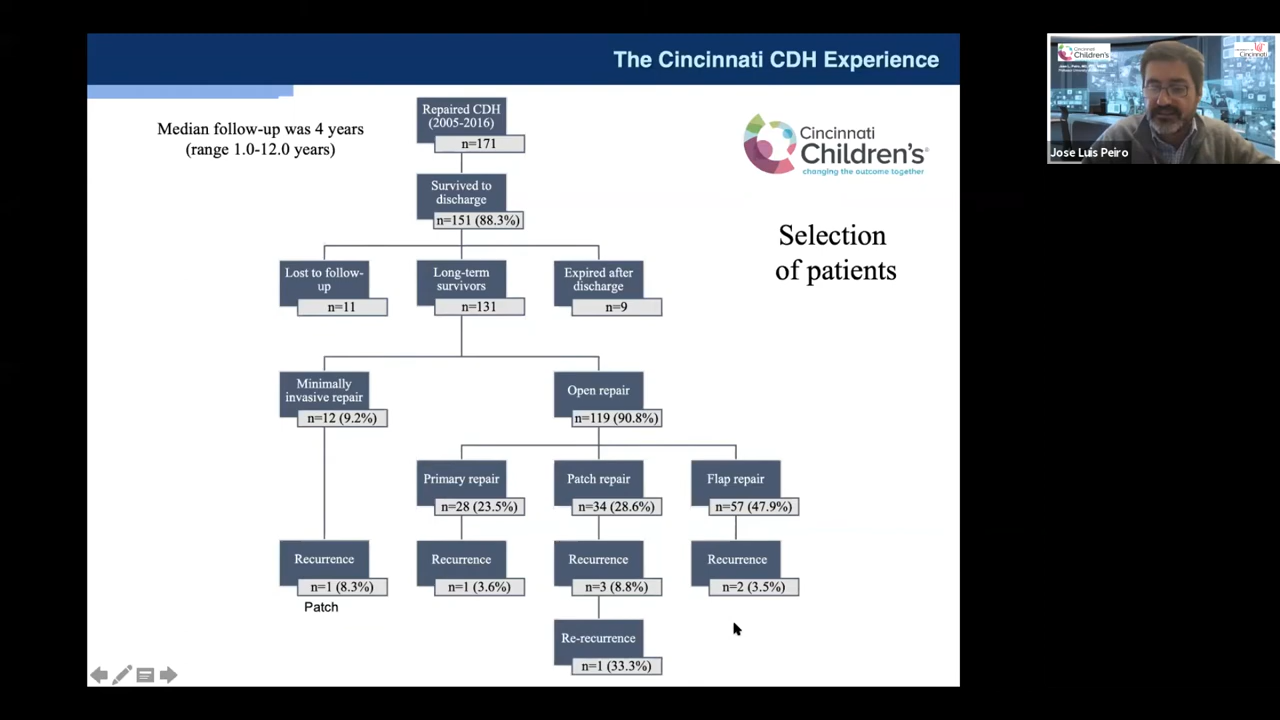 The Cincinnati CDH Experience
Median follow-up was 4 years
(range 1.0-12.0 years)
Repaired CDH
(2005-2016)
n=171
Cincinnati
Children's
changing the outcome together
Survived to
discharge
n=151 (88.3%)
Selection
of patients
Lost to follow-
up
n=11
Long-term
survivors
n=131
Expired after
discharge
n=9
Minimally
invasive repair
n=12 (9.2%)
Open repair
n=119 (90.8%)
Primary repair
n=28 (23.5%)
Patch repair
n=34 (28.6%)
Flap repair
n=57 (47.9%)
Recurrence
n=1 (8.3%)
Patch
Recurrence
n=1 (3.6%)
Recurrence
n=3 (8.8%)
Recurrence
n=2 (3.5%)
Re-recurrence
n=1 (33.3%)
Cincinnati
Children's
Cincinnati
Jose Luis Peiro